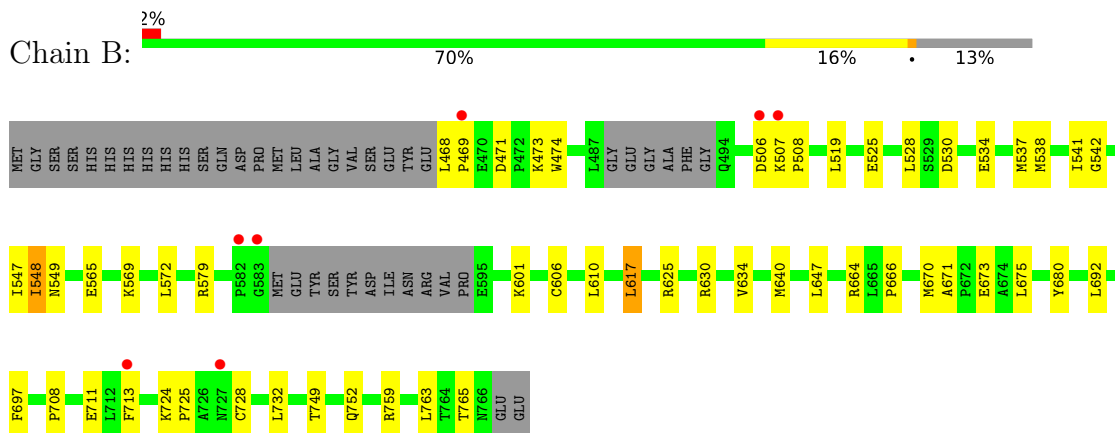 2%
Chain B:
70% 16% • 13%
MET GLY SER SER HIS HIS HIS HIS HIS HIS SER GLN ASP PRO MET LEU ALA GLY VAL SER GLU TYR GLU L468 P469 E470 D471 P472 K473 W474 L487 GLY GLU GLY ALA PHE GLY Q494 D506 K507 P508 L519 E525 L528 S529 D530 E534 M537 M538 I541 G542
I547 I548 N549 E565 K569 L572 R579 P582 G583 MET GLU TYR SER TYR ASP ILE ASN ARG VAL PRO E595 K601 C606 L610 L617 R625 R630 V634 M640 L647 R664 L665 P666 M670 A671 P672 E673 A674 L675 Y680 L692
F697 P708 E711 L712 F713 K724 P725 A726 N727 C728 L732 T749 Q752 R759 L763 T764 T765 N766 GLU GLU